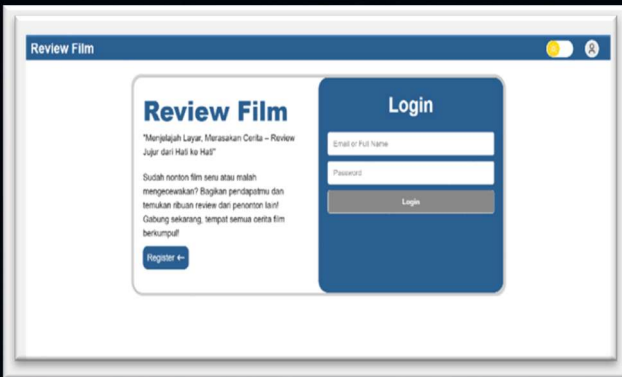 Review Film
Review Film
"Menjelajah Layar, Merasakan Cerita – Review
Jujur dari Hati ke Hati"
Sudah nonton film seru atau malah
mengecewakan? Bagikan pendapatmu dan
temukan ribuan review dari penonton lain!
Gabung sekarang, tempat semua cerita film
berkumpul!
Register ←
Login
Email or Full Name
Password
Login